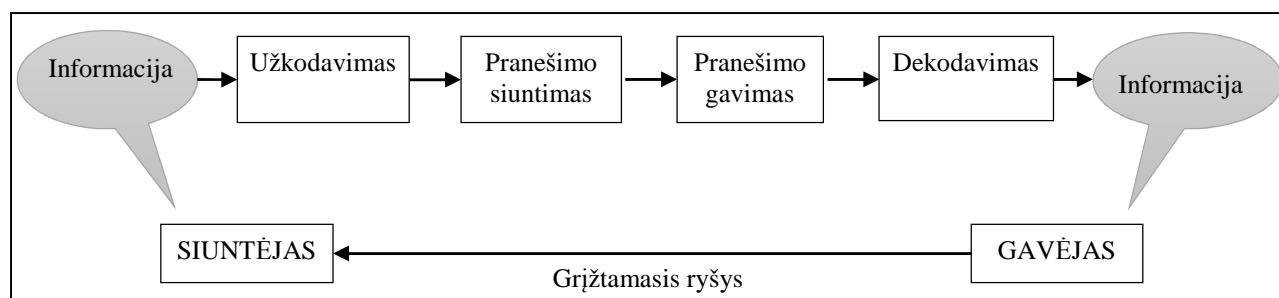 Informacija
Užkodavimas
Pranešimo
siuntimas
Pranešimo
gavimas
Dekodavimas
Informacija
SIUNTĖJAS
GAVĖJAS
Grįžtamasis ryšys